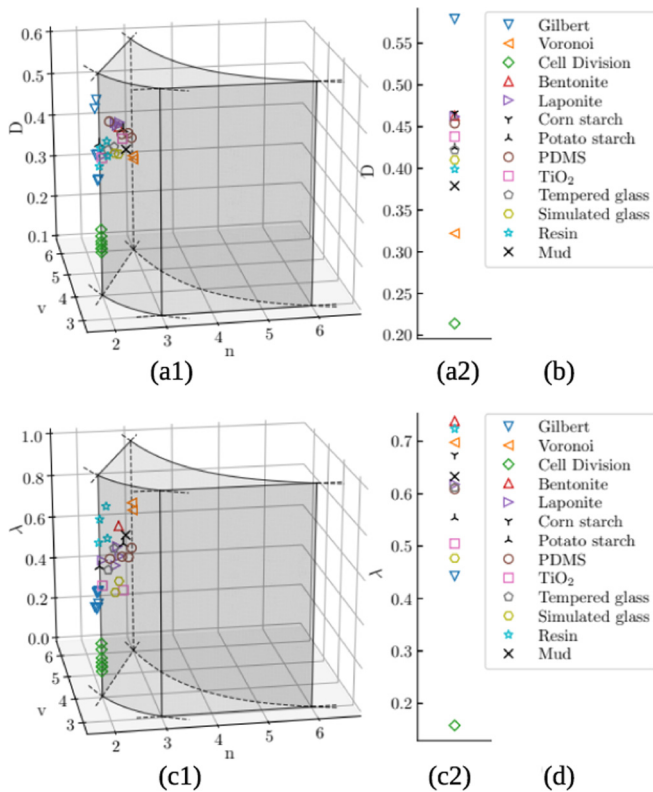 0.6
0.5
0.4
D
0.3
0.2
0.1
6
5
v
4
3
2
3
4
5
6
n
(a1)
0.55
0.50
D
0.45
0.40
0.35
0.30
0.25
0.20
(a2)
Gilbert
Voronoi
Cell Division
Bentonite
Laponite
Corn starch
Potato starch
PDMS
TiO₂
Tempered glass
Simulated glass
Resin
Mud
(b)
1.0
0.8
λ
0.6
0.4
0.2
0.0
6
5
v
4
3
2
3
4
5
6
n
(c1)
0.7
0.6
0.5
λ
0.4
0.3
0.2
(c2)
Gilbert
Voronoi
Cell Division
Bentonite
Laponite
Corn starch
Potato starch
PDMS
TiO₂
Tempered glass
Simulated glass
Resin
Mud
(d)